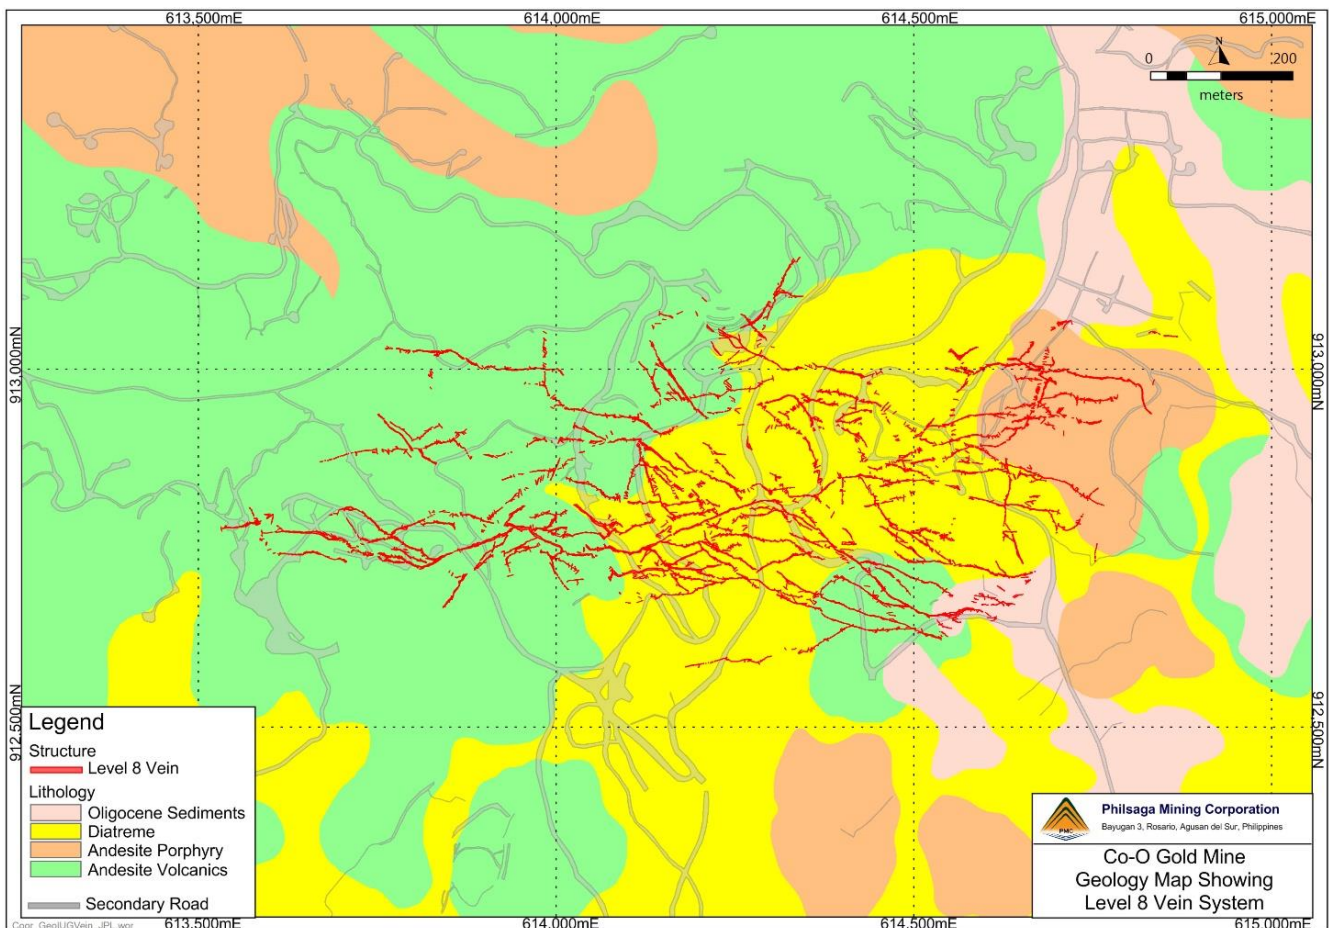 613,500mE 614,000mE 614,500mE 615,000mE
N
0 200
meters
913,000mN
913,000mN
912,500mN
912,500mN
Legend
Structure
Level 8 Vein
Lithology
Oligocene Sediments
Diatreme
Andesite Porphyry
Andesite Volcanics
Secondary Road
PMC
Philsaga Mining Corporation
Bayugan 3, Rosario, Agusan del Sur, Philippines
Co-O Gold Mine
Geology Map Showing
Level 8 Vein System
613,500mE 614,000mE 614,500mE 615,000mE